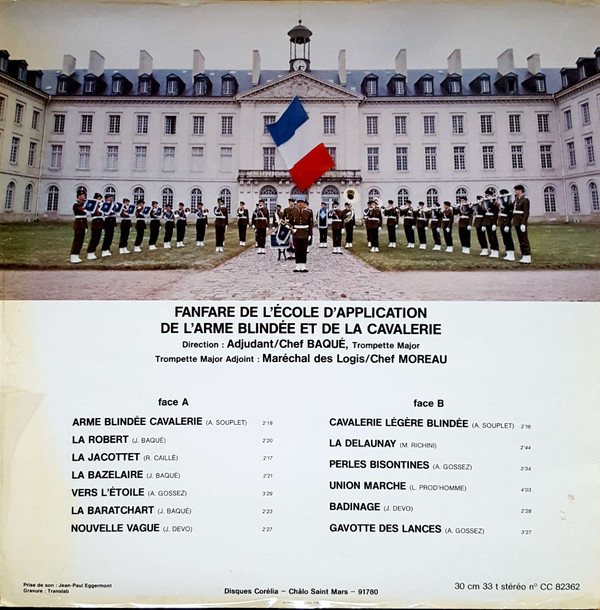 FANFARE DE L'ÉCOLE D'APPLICATION
DE L'ARME BLINDÉE ET DE LA CAVALERIE
Direction : Adjudant/Chef BAQUÉ, Trompette Major
Trompette Major Adjoint : Maréchal des Logis/Chef MOREAU
face A
ARME BLINDÉE CAVALERIE (A. SOUPLET) 2'18
LA ROBERT (J. BAQUÉ) 2'20
LA JACOTTET (R. CAILLÉ) 2'17
LA BAZELAIRE (J. BAQUÉ) 2'21
VERS L'ÉTOILE (A. GOSSEZ) 3'29
LA BARATCHART (J. BAQUÉ) 2'23
NOUVELLE VAGUE (J. DEVO) 2'27
face B
CAVALERIE LÉGÈRE BLINDÉE (A. SOUPLET) 2'16
LA DELAUNAY (M. RICHINI) 2'44
PERLES BISONTINES (A. GOSSEZ) 3'34
UNION MARCHE (L. PROD'HOMME) 4'03
BADINAGE (J. DEVO) 2'28
GAVOTTE DES LANCES (A. GOSSEZ) 3'27
Prise de son : Jean-Paul Eggermont
Gravure : Translab
Disques Corélia – Châlo Saint Mars – 91780
30 cm 33 t stéréo nº CC 82362